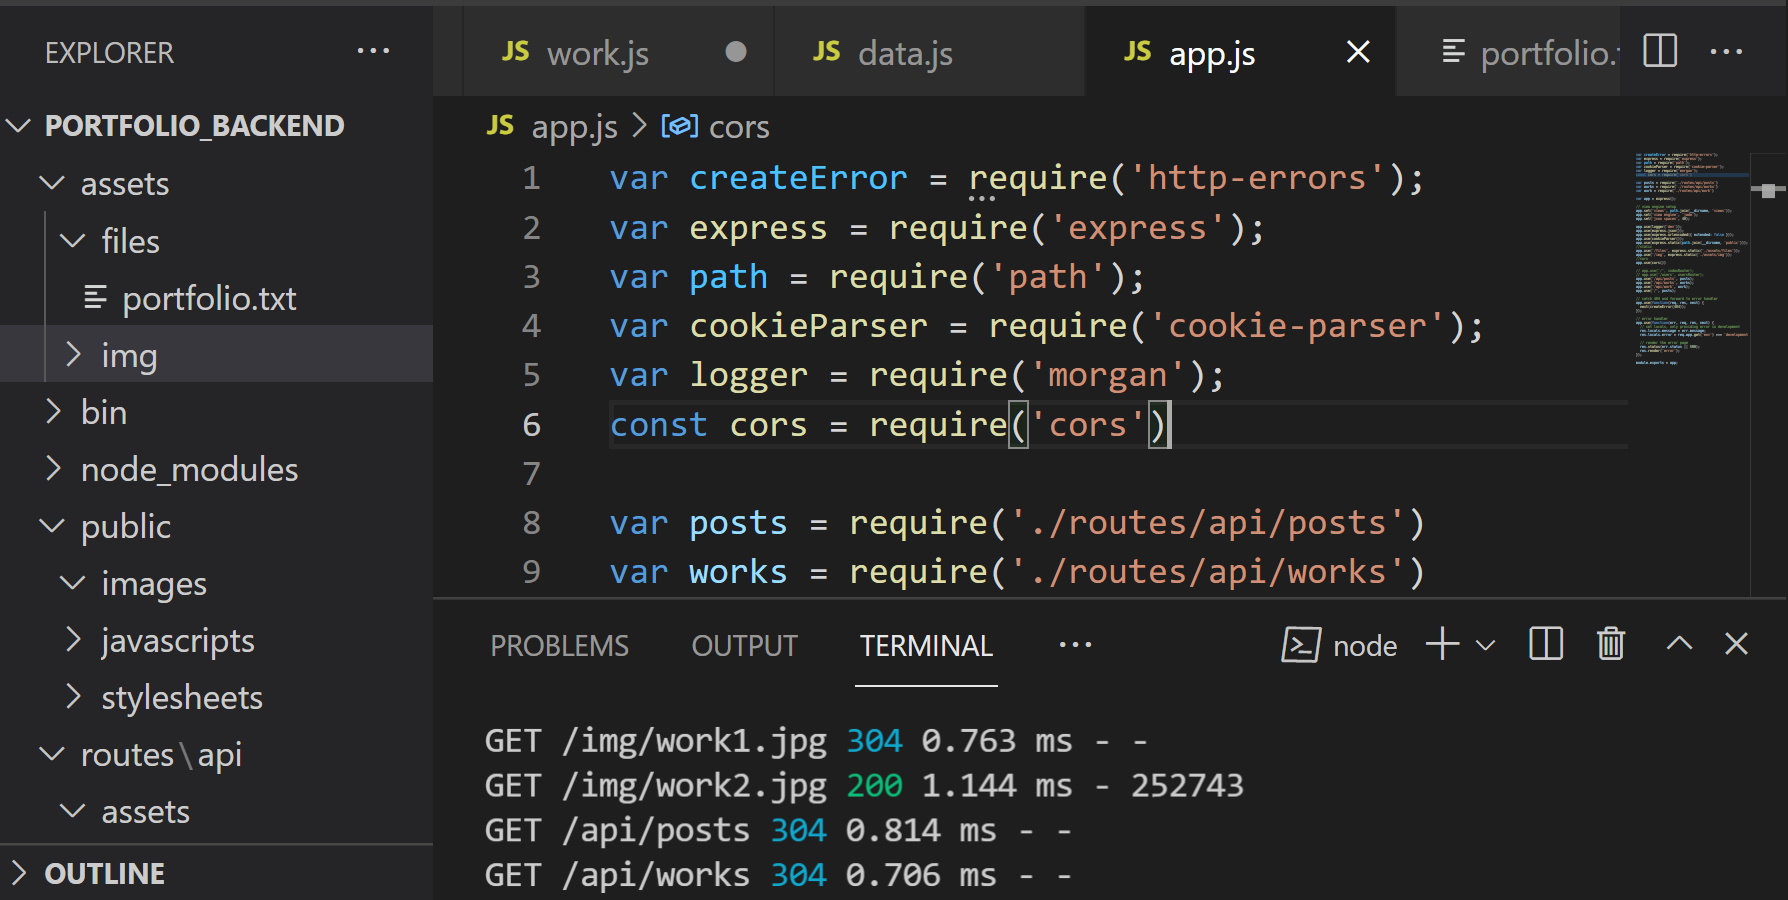 EXPLORER
PORTFOLIO_BACKEND
assets
files
portfolio.txt
img
bin
node_modules
public
images
javascripts
stylesheets
routes\api
assets
OUTLINE
JS work.js
JS data.js
JS app.js
portfolio.
JS app.js > cors
1 var createError = require('http-errors');
2 var express = require('express');
3 var path = require('path');
4 var cookieParser = require('cookie-parser');
5 var logger = require('morgan');
6 const cors = require('cors')
7
8 var posts = require('./routes/api/posts')
9 var works = require('./routes/api/works')
PROBLEMS OUTPUT TERMINAL
node
GET /img/work1.jpg 304 0.763 ms - -
GET /img/work2.jpg 200 1.144 ms - 252743
GET /api/posts 304 0.814 ms - -
GET /api/works 304 0.706 ms - -